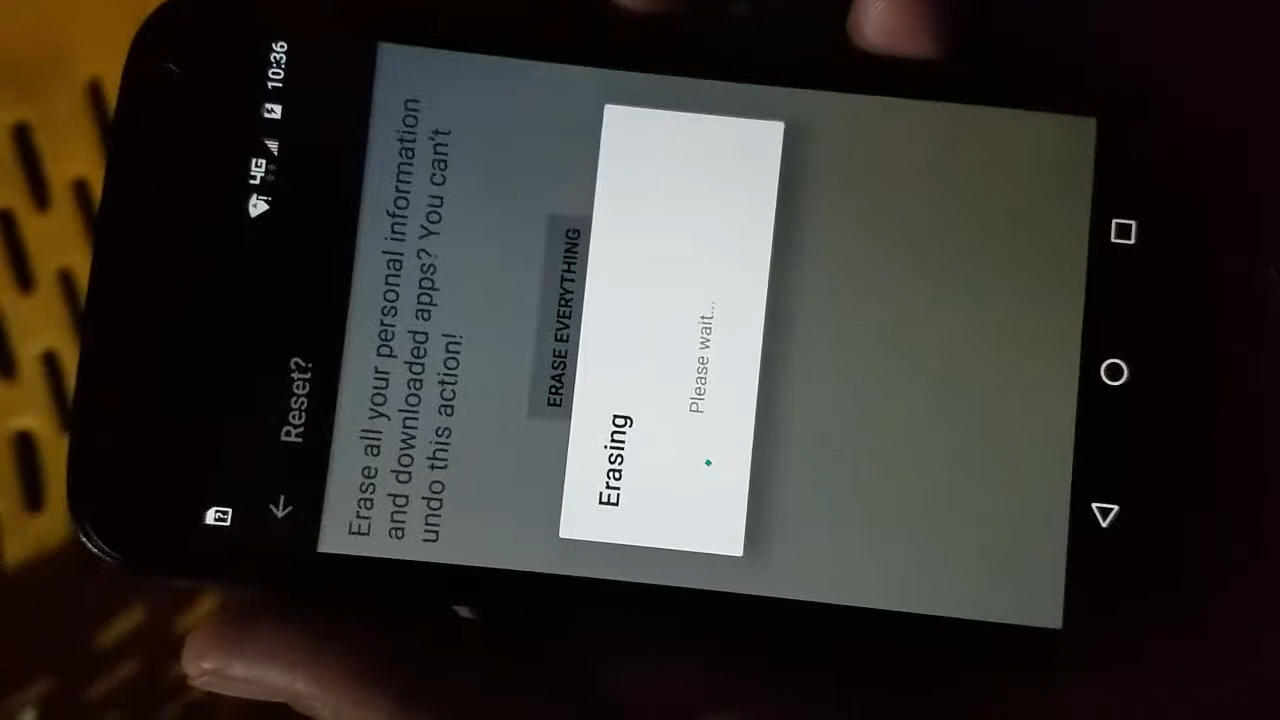 4G 10:36
Reset?
Erase all your personal information
and downloaded apps? You can't
undo this action!
ERASE EVERYTHING
Erasing
Please wait...